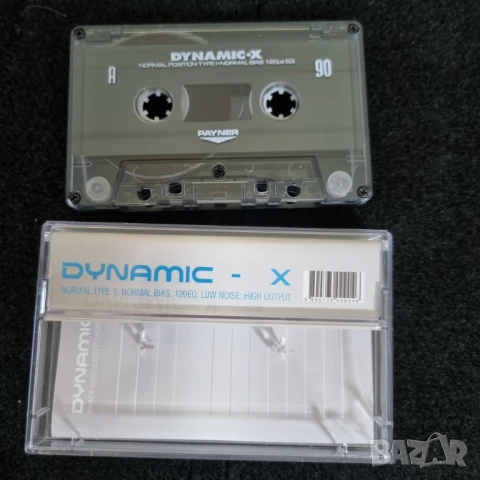 DYNAMIC-X
NORMAL POSITION TYPE I • NORMAL BIAS 120µs EQ
A
90
PAYNER
DYNAMIC - X
NORMAL TYPE 1. NORMAL BIAS: 120EQ. LOW NOISE: HIGH OUTPUT
DYNAMIC
BAZAR